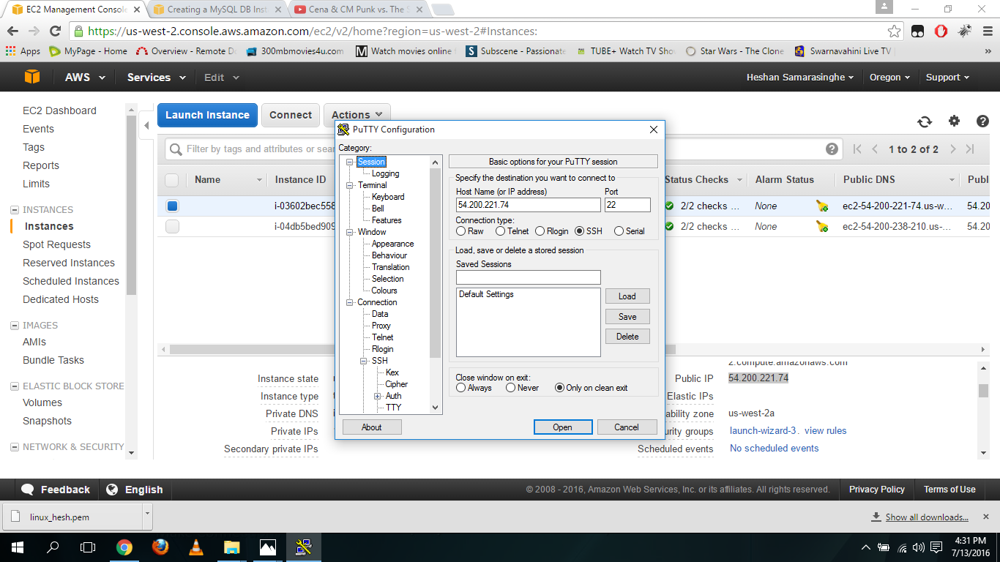 EC2 Management Console
Creating a MySQL DB Inst
Cena & CM Punk vs. The S
https://us-west-2.console.aws.amazon.com/ec2/v2/home?region=us-west-2#Instances:
Apps
MyPage - Home
Overview - Remote D
300mbmovies4u.com
Watch movies online
Subscene - Passionate
TUBE+ Watch TV Sho
Star Wars - The Clone
Swarnavahini Live TV
AWS
Services
Edit
Heshan Samarasinghe
Oregon
Support
EC2 Dashboard
Events
Tags
Reports
Limits
INSTANCES
Instances
Spot Requests
Reserved Instances
Scheduled Instances
Dedicated Hosts
IMAGES
AMIs
Bundle Tasks
ELASTIC BLOCK STORE
Volumes
Snapshots
NETWORK & SECURITY
Launch Instance
Connect
Actions
Filter by tags and attributes or sear
1 to 2 of 2
Name
Instance ID
Status Checks
Alarm Status
Public DNS
Publ
i-03602bec558
2/2 checks ...
None
ec2-54-200-221-74.us-w...
54.20
i-04db5bed909
2/2 checks ...
None
ec2-54-200-238-210.us-...
54.20
PuTTY Configuration
Category:
Session
Logging
Terminal
Keyboard
Bell
Features
Window
Appearance
Behaviour
Translation
Selection
Colours
Connection
Data
Proxy
Telnet
Rlogin
SSH
Kex
Cipher
Auth
TTY
Basic options for your PuTTY session
Specify the destination you want to connect to
Host Name (or IP address)
Port
54.200.221.74
22
Connection type:
Raw
Telnet
Rlogin
SSH
Serial
Load, save or delete a stored session
Saved Sessions
Default Settings
Load
Save
Delete
Close window on exit:
Always
Never
Only on clean exit
About
Open
Cancel
Instance state
Instance type
Private DNS
Private IPs
Secondary private IPs
2.compute.amazonaws.com
Public IP
54.200.221.74
Elastic IPs
ability zone
us-west-2a
urity groups
launch-wizard-3. view rules
Scheduled events
No scheduled events
Feedback
English
© 2008 - 2016, Amazon Web Services, Inc. or its affiliates. All rights reserved.
Privacy Policy
Terms of Use
linux_hesh.pem
Show all downloads...
4:31 PM
7/13/2016